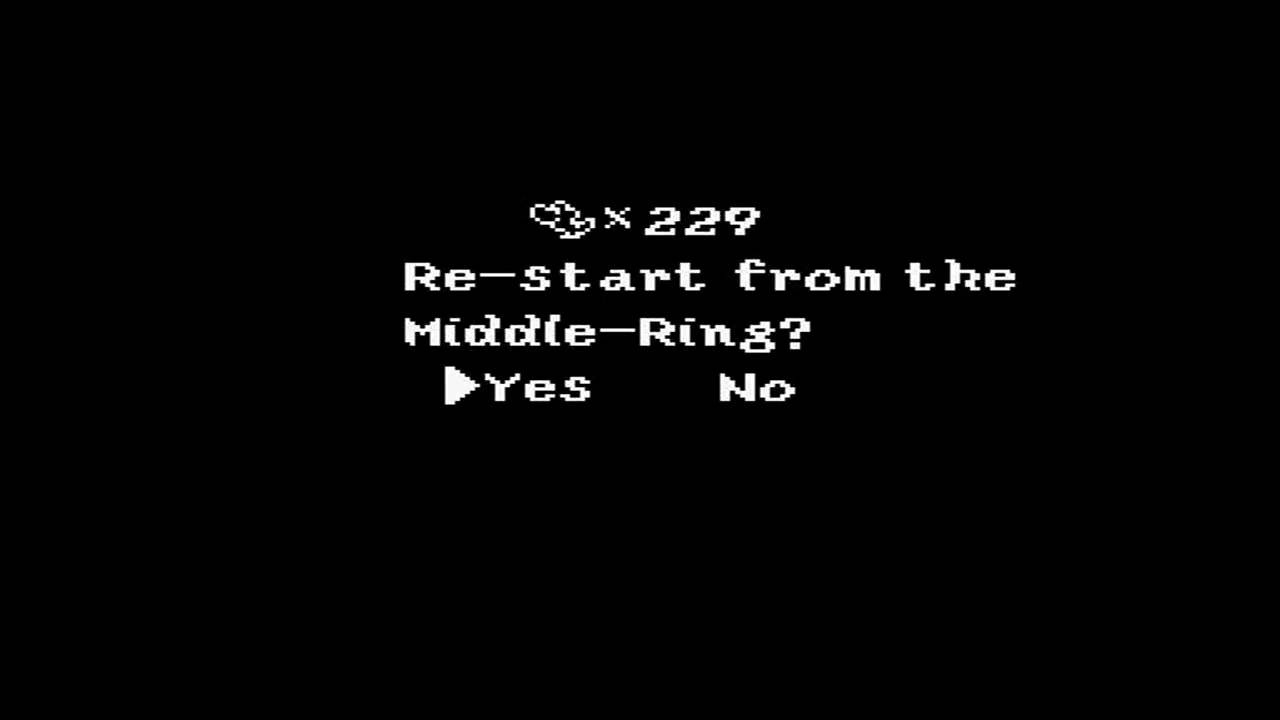 ×229
Re-start from the
Middle-Ring?
Yes No